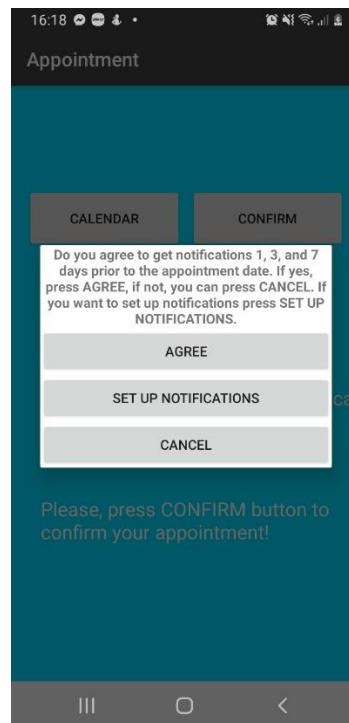 16:18
Appointment
CALENDAR
CONFIRM
Do you agree to get notifications 1, 3, and 7
days prior to the appointment date. If yes,
press AGREE, if not, you can press CANCEL. If
you want to set up notifications press SET UP
NOTIFICATIONS.
AGREE
SET UP NOTIFICATIONS
CANCEL
Please, press CONFIRM button to
confirm your appointment!